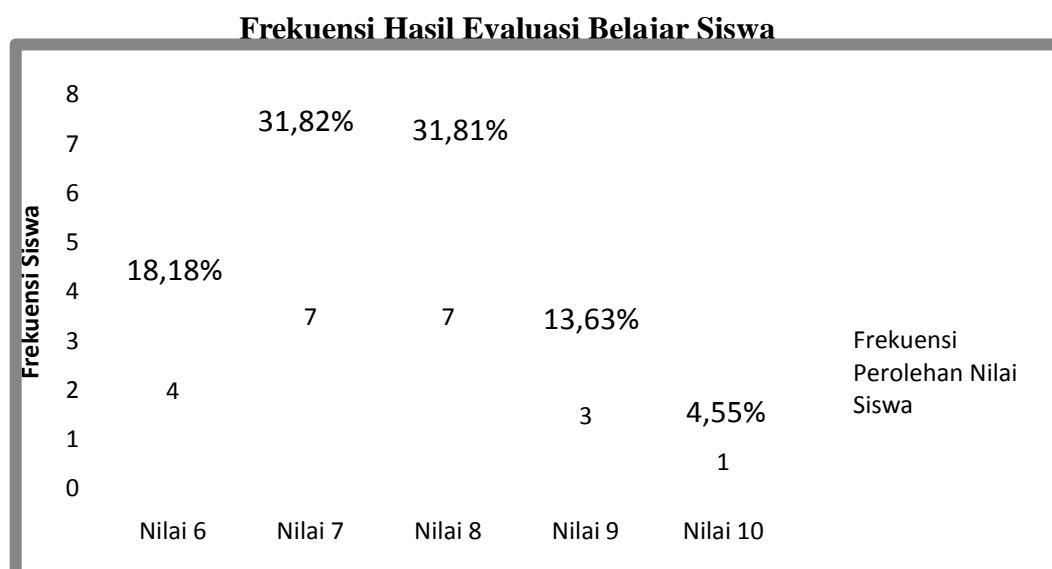 Frekuensi Hasil Evaluasi Belajar Siswa
8
7
6
5
4
3
2
1
0
Frekuensi Siswa
18,18%
31,82%
31,81%
13,63%
4,55%
4
7
7
3
1
Nilai 6
Nilai 7
Nilai 8
Nilai 9
Nilai 10
Frekuensi
Perolehan Nilai
Siswa